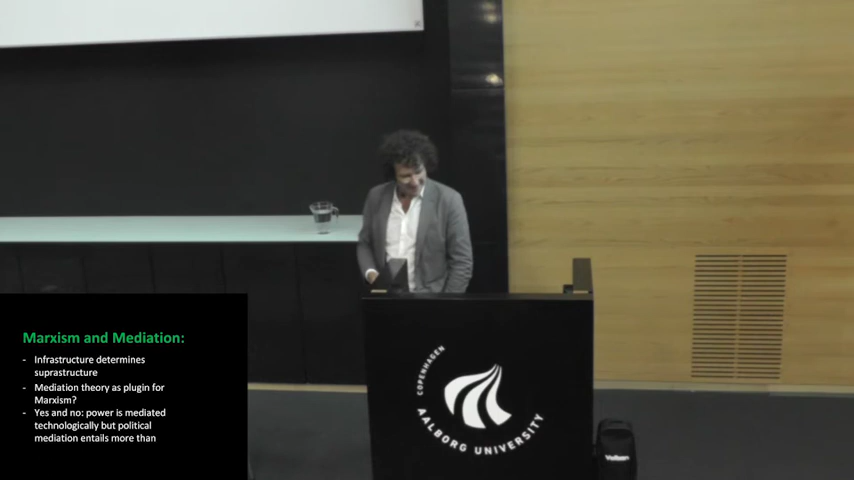 Marxism and Mediation:
- Infrastructure determines
suprastructure
- Mediation theory as plugin for
Marxism?
- Yes and no: power is mediated
technologically but political
mediation entails more than
COPENHAGEN
AALBORG UNIVERSITY